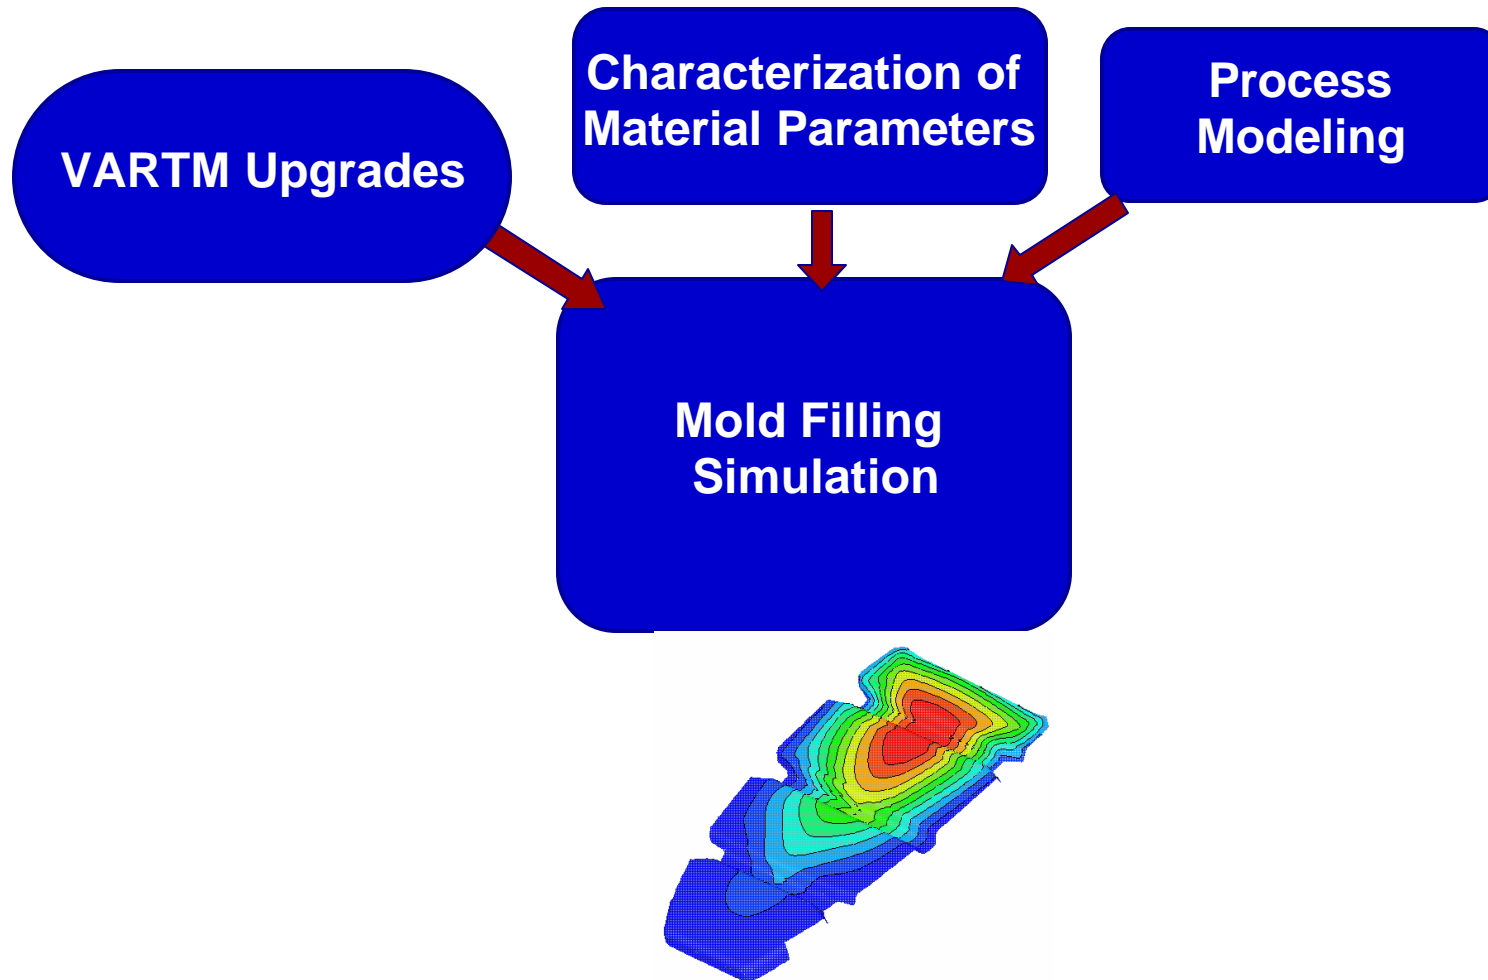 VARTM Upgrades
Characterization of
Material Parameters
Process
Modeling
Mold Filling
Simulation